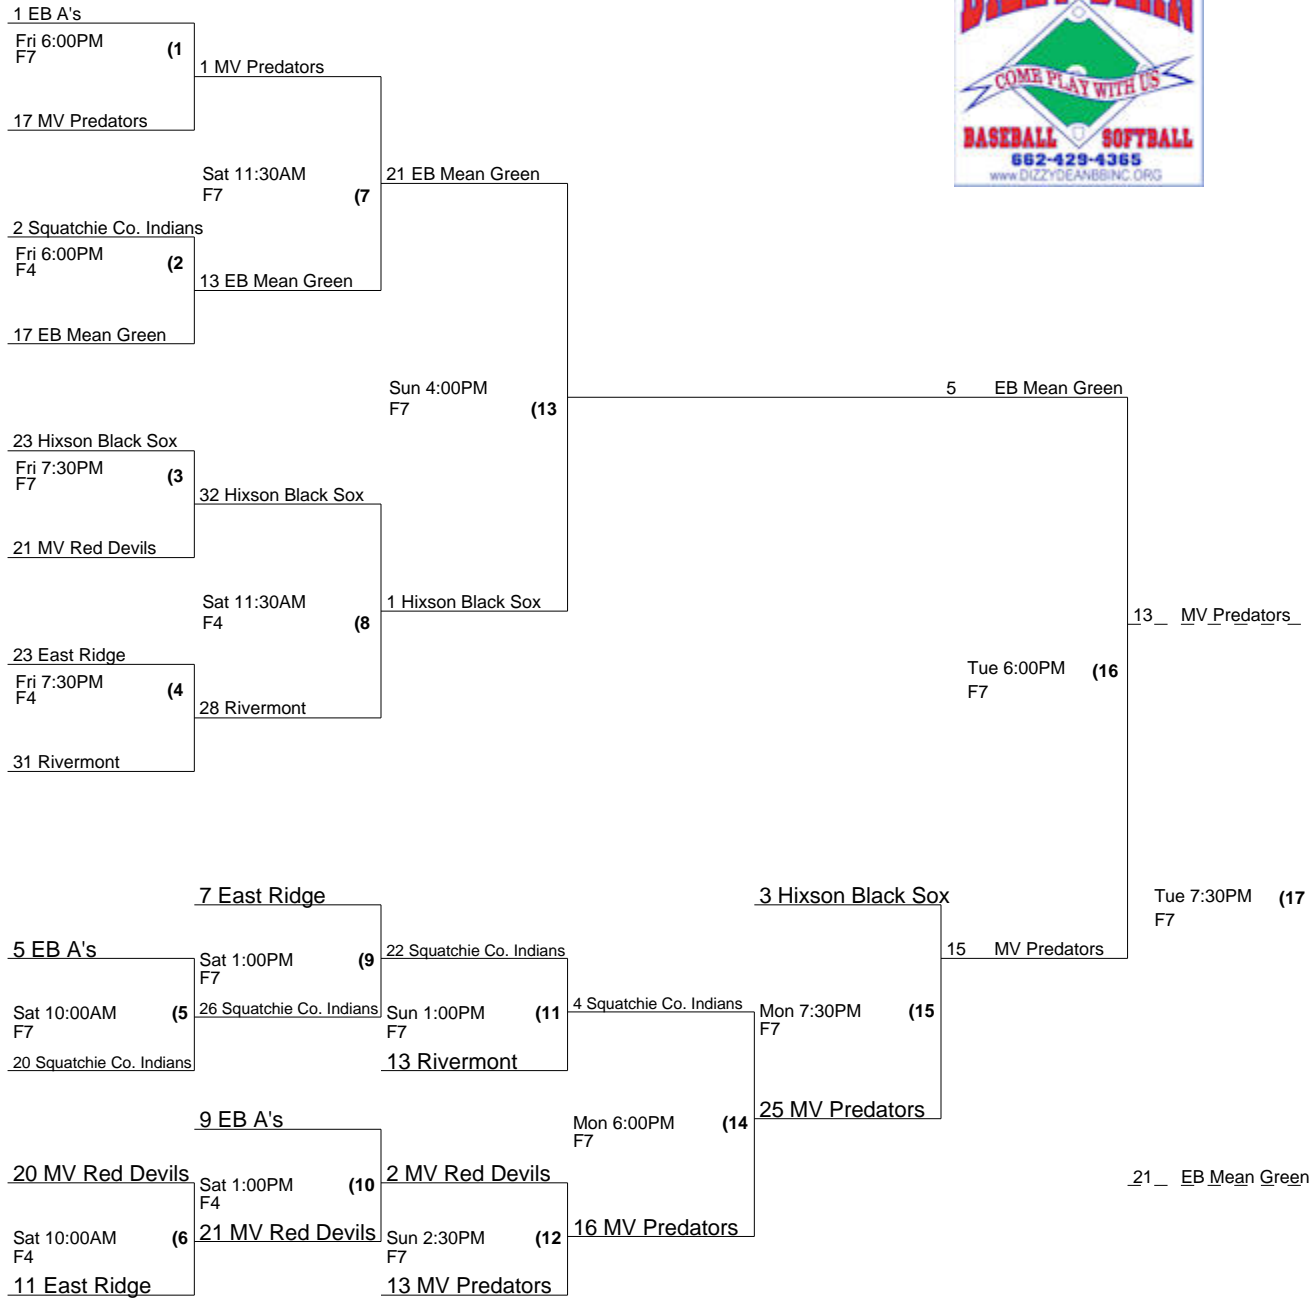 DIZZY DEAN
COME PLAY WITH US
BASEBALL SOFTBALL
662-429-4365
www.DIZZYDEANBBINC.ORG
1 EB A's
Fri 6:00PM (1
F7
1 MV Predators
17 MV Predators
Sat 11:30AM
F7 (7
21 EB Mean Green
2 Squatchie Co. Indians
Fri 6:00PM (2
F4
13 EB Mean Green
17 EB Mean Green
Sun 4:00PM
F7 (13
5 EB Mean Green
23 Hixson Black Sox
Fri 7:30PM (3
F7
32 Hixson Black Sox
21 MV Red Devils
Sat 11:30AM
F4 (8
1 Hixson Black Sox
13 MV Predators
23 East Ridge
Fri 7:30PM (4
F4
28 Rivermont
31 Rivermont
Tue 6:00PM (16
F7
7 East Ridge
3 Hixson Black Sox
Tue 7:30PM (17
F7
5 EB A's
Sat 1:00PM (9
F7
22 Squatchie Co. Indians
15 MV Predators
Sat 10:00AM (5
F7
26 Squatchie Co. Indians
Sun 1:00PM (11
F7
4 Squatchie Co. Indians
Mon 7:30PM (15
F7
20 Squatchie Co. Indians
13 Rivermont
9 EB A's
Mon 6:00PM (14
F7
25 MV Predators
20 MV Red Devils
Sat 1:00PM (10
F4
2 MV Red Devils
21 EB Mean Green
Sat 10:00AM (6
F4
21 MV Red Devils
Sun 2:30PM (12
F7
16 MV Predators
11 East Ridge
13 MV Predators